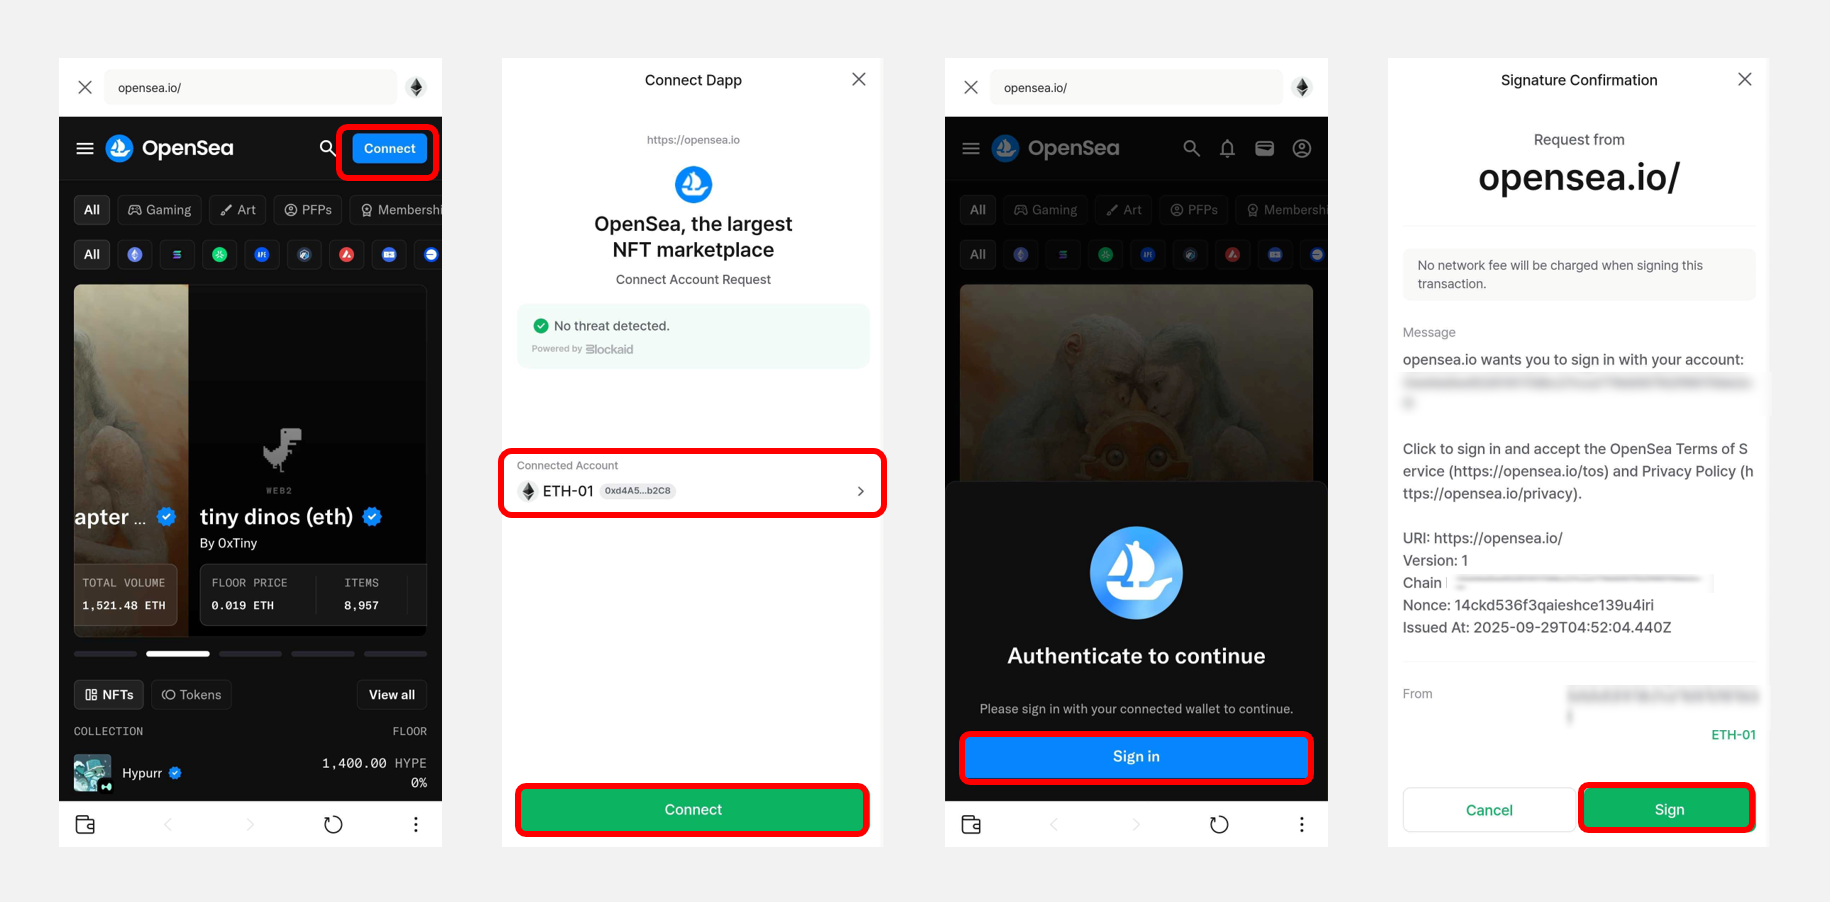 opensea.io/
OpenSea
Connect
All Gaming Art PFPs Membershi
All
APE
WEB2
apter ...
tiny dinos (eth)
By 0xTiny
TOTAL VOLUME
1,521.48 ETH
FLOOR PRICE ITEMS
0.019 ETH 8,957
NFTs Tokens View all
COLLECTION FLOOR
Hypurr
1,400.00 HYPE
0%
Connect Dapp
https://opensea.io
OpenSea, the largest
NFT marketplace
Connect Account Request
No threat detected.
Powered by Blockaid
Connected Account
ETH-01 0xd4A5...b2C8
Connect
opensea.io/
OpenSea
All Gaming Art PFPs Membershi
All
APE
Authenticate to continue
Please sign in with your connected wallet to continue.
Sign in
Signature Confirmation
Request from
opensea.io/
No network fee will be charged when signing this
transaction.
Message
opensea.io wants you to sign in with your account:
Click to sign in and accept the OpenSea Terms of S
ervice (https://opensea.io/tos) and Privacy Policy (h
ttps://opensea.io/privacy).
URI: https://opensea.io/
Version: 1
Chain
Nonce: 14ckd536f3qaieshce139u4iri
Issued At: 2025-09-29T04:52:04.440Z
From
ETH-01
Cancel Sign